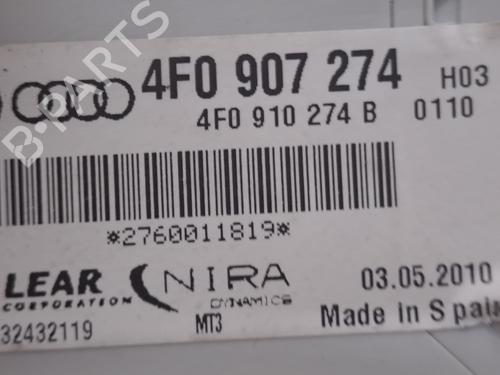 4F0 907 274 H03
4F0 910 274 B 0110
*2760011819*
LEAR NIRA 03.05.2010
CORPORATION DYNAMICS
32432119 MT3 Made in Spain
B-PARTS